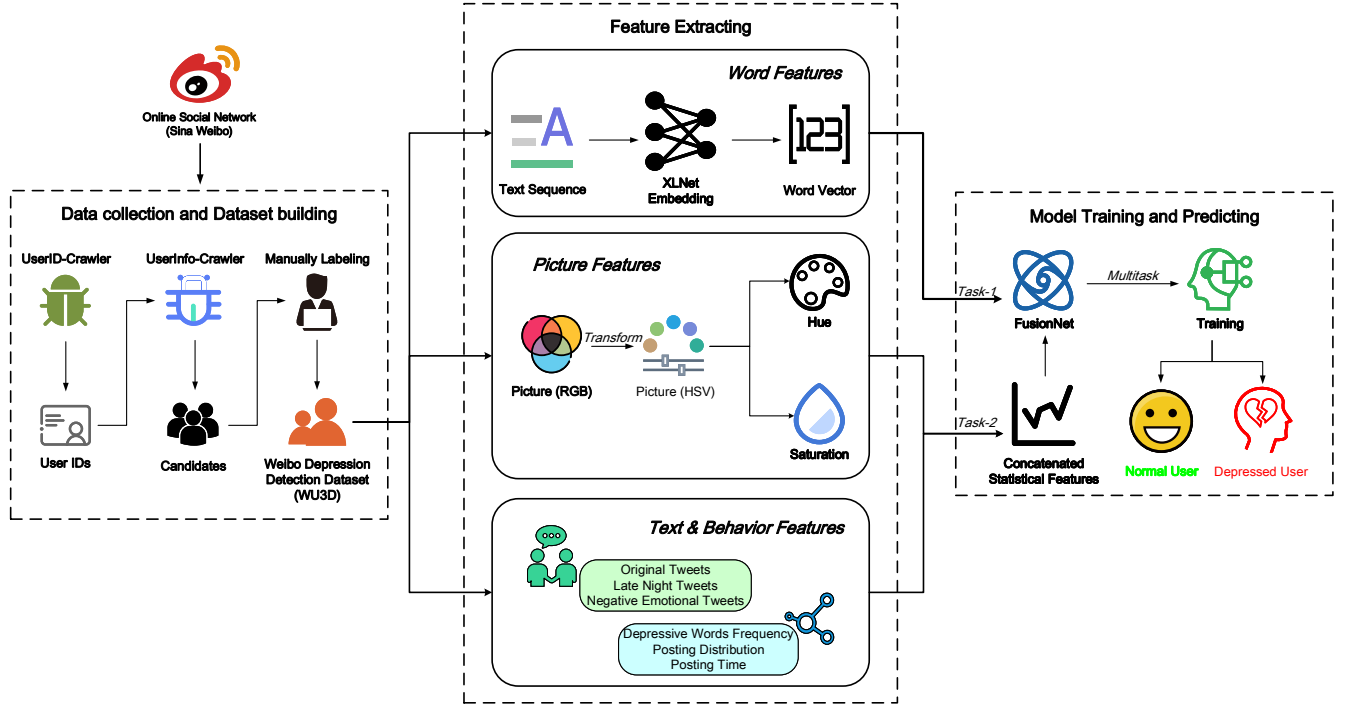 Online Social Network
(Sina Weibo)
Data collection and Dataset building
UserID-Crawler
UserInfo-Crawler
Manually Labeling
User IDs
Candidates
Weibo Depression
Detection Dataset
(WU3D)
Feature Extracting
Word Features
A
123
Text Sequence
XLNet
Embedding
Word Vector
Picture Features
Transform
Picture (RGB)
Picture (HSV)
Hue
Saturation
Text & Behavior Features
Original Tweets
Late Night Tweets
Negative Emotional Tweets
Depressive Words Frequency
Posting Distribution
Posting Time
Model Training and Predicting
Task-1
Multitask
FusionNet
Training
Task-2
Concatenated
Statistical Features
Normal User
Depressed User